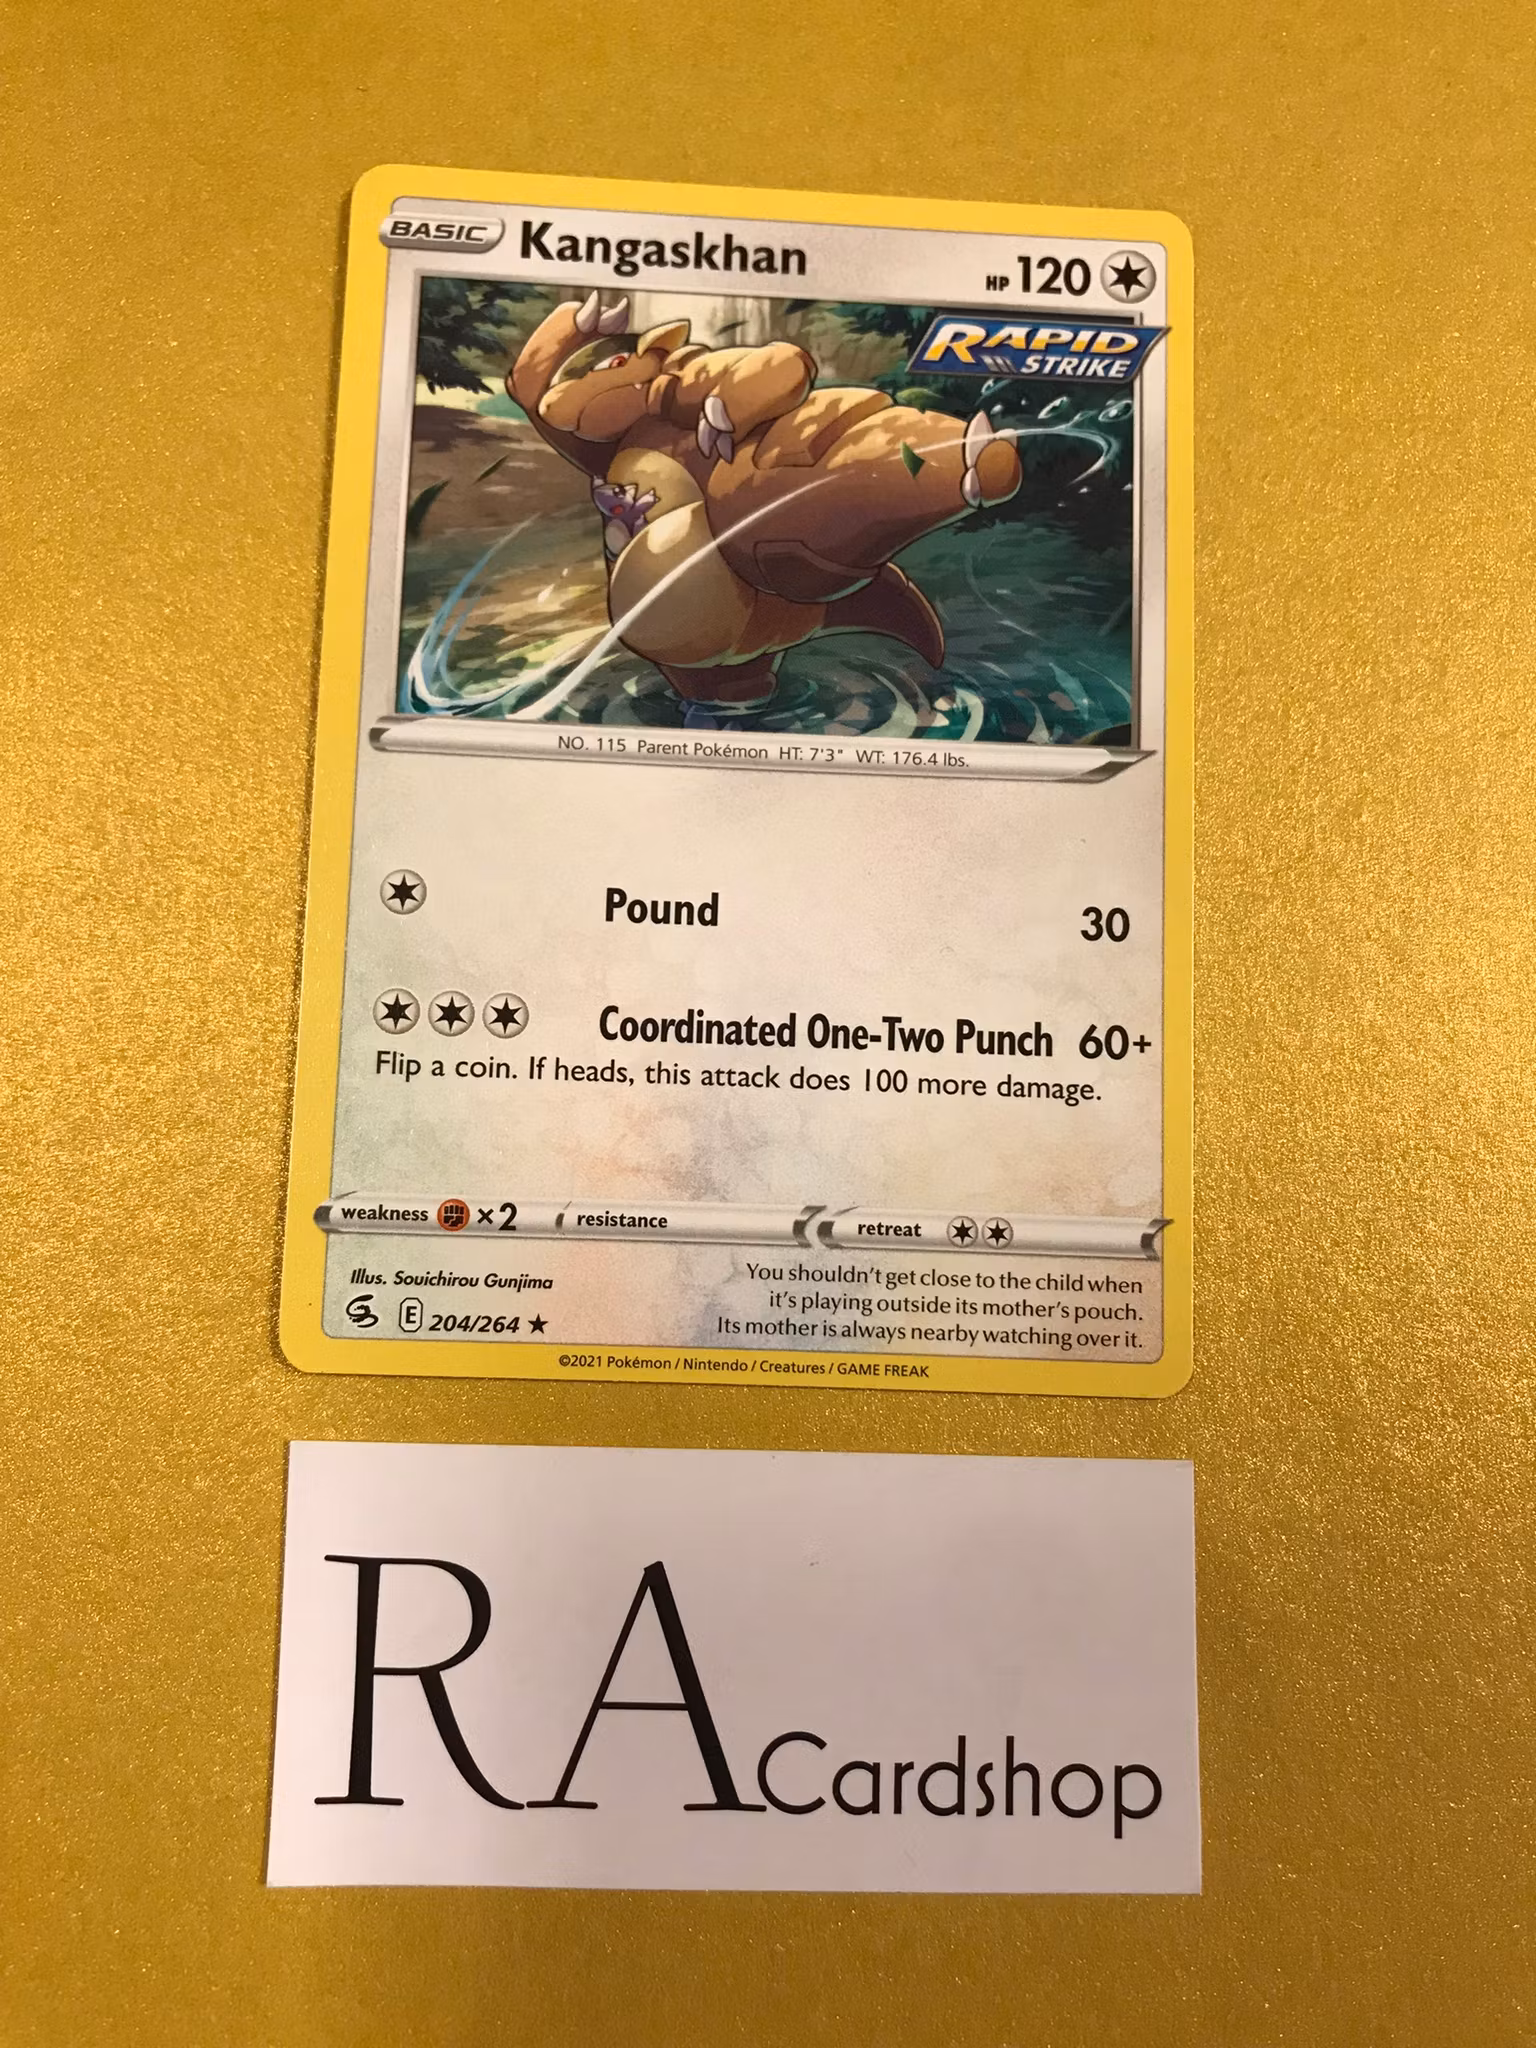 BASIC Kangaskhan HP 120
RAPID
STRIKE
NO. 115 Parent Pokémon HT: 7'3" WT: 176.4 lbs.
Pound 30
Coordinated One-Two Punch 60+
Flip a coin. If heads, this attack does 100 more damage.
weakness ×2 resistance retreat
Illus. Souichirou Gunjima
E 204/264 ★
You shouldn't get close to the child when
it's playing outside its mother's pouch.
Its mother is always nearby watching over it.
©2021 Pokémon / Nintendo / Creatures / GAME FREAK
RA Cardshop